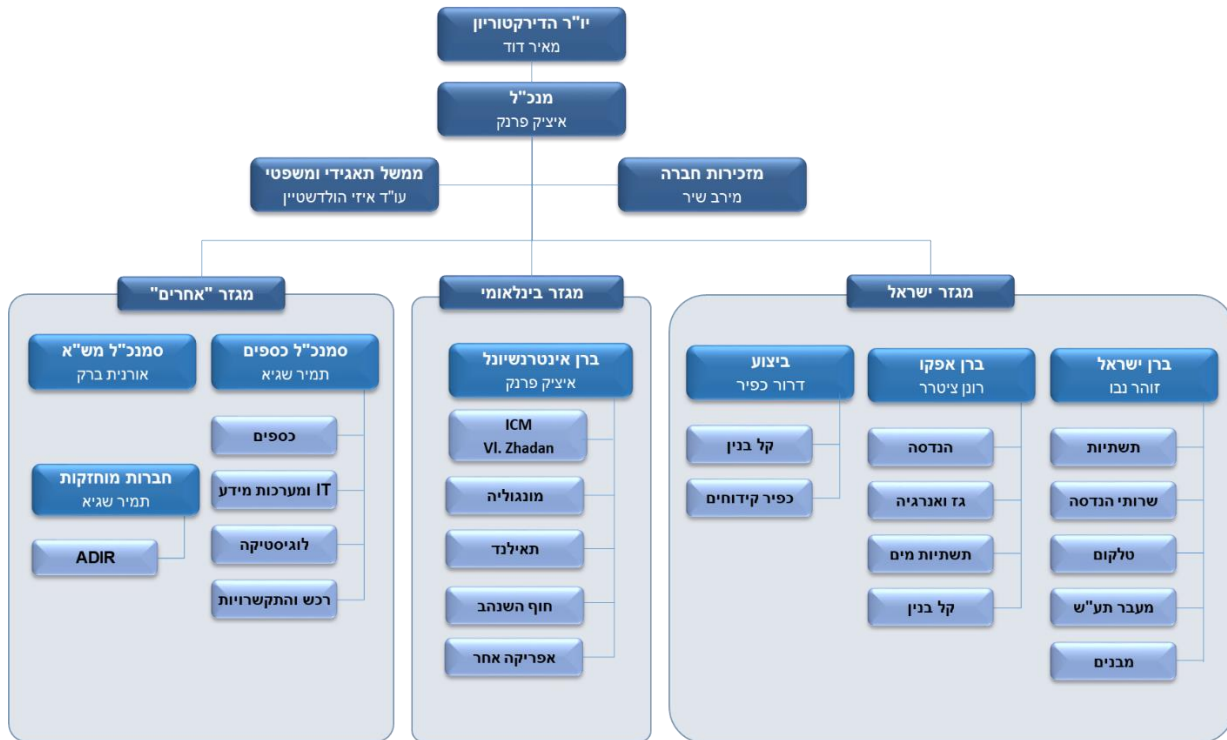 יו"ר הדירקטוריון
מאיר דוד
מנכ"ל
איציק פרנק
מזכירות חברה
מירב שיר
ממשל תאגידי ומשפטי
עו"ד איזי הולדשטיין
מגזר ישראל
ברן ישראל
זוהר נבו
תשתיות
שרותי הנדסה
טלקום
מעבר תע"ש
מבנים
ברן אפקו
רונן ציטרר
הנדסה
גז ואנרגיה
תשתיות מים
קל בנין
ביצוע
דרור כפיר
קל בנין
כפיר קידוחים
מגזר בינלאומי
ברן אינטרנשיונל
איציק פרנק
ICM
Vl. Zhadan
מונגוליה
תאילנד
חוף השנהב
אפריקה אחר
מגזר "אחרים"
סמנכ"ל כספים
תמיר שגיא
כספים
IT ומערכות מידע
לוגיסטיקה
רכש והתקשרויות
סמנכ"ל מש"א
אורנית ברק
חברות מוחזקות
תמיר שגיא
ADIR